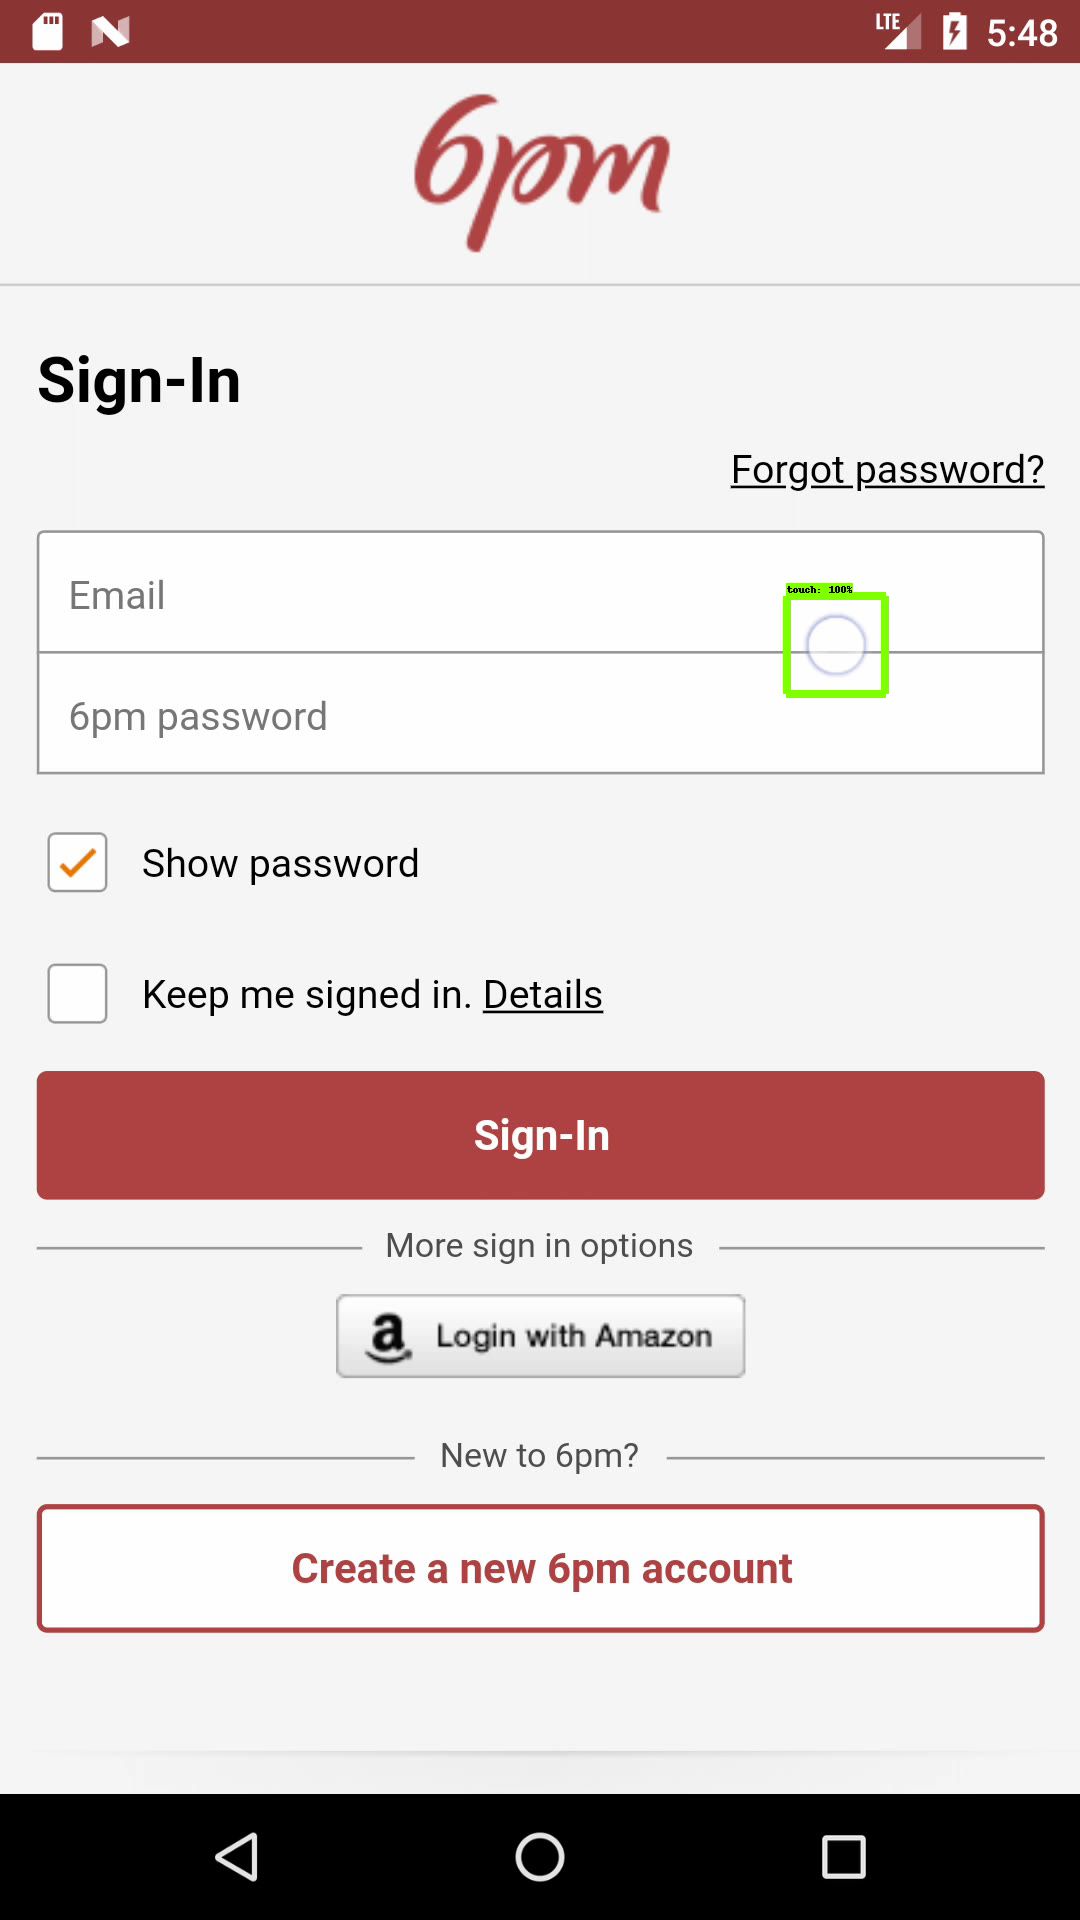 LTE 5:48
6pm
Sign-In
Forgot password?
Email
touch: 100%
6pm password
Show password
Keep me signed in. Details
Sign-In
More sign in options
a Login with Amazon
New to 6pm?
Create a new 6pm account